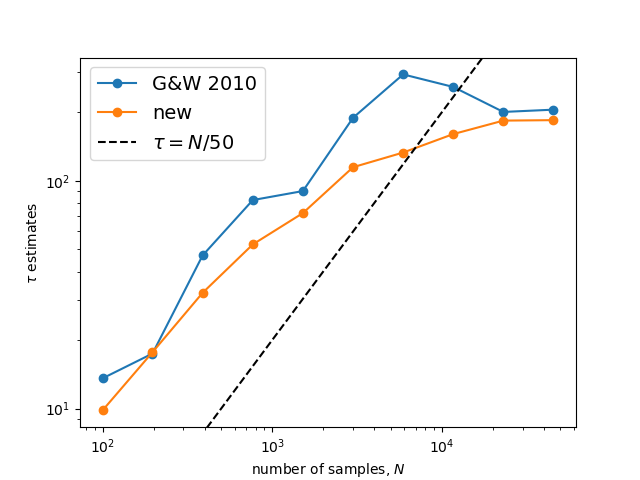 G&W 2010
new
τ = N/50
10²
10¹
τ estimates
10² 10³ 10⁴
number of samples, N